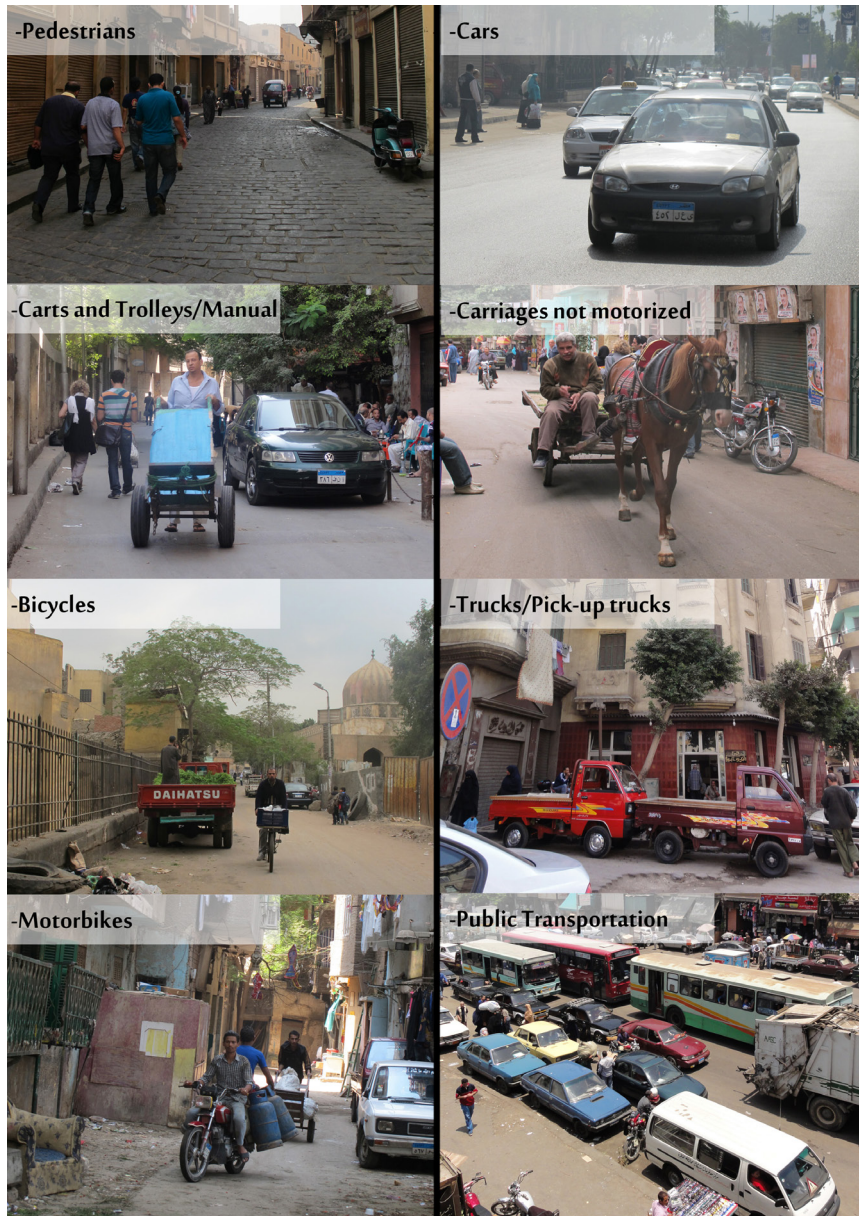 -Pedestrians
-Cars
-Carts and Trolleys/Manual
-Carriages not motorized
-Bicycles
DAIHATSU
-Trucks/Pick-up trucks
-Motorbikes
-Public Transportation